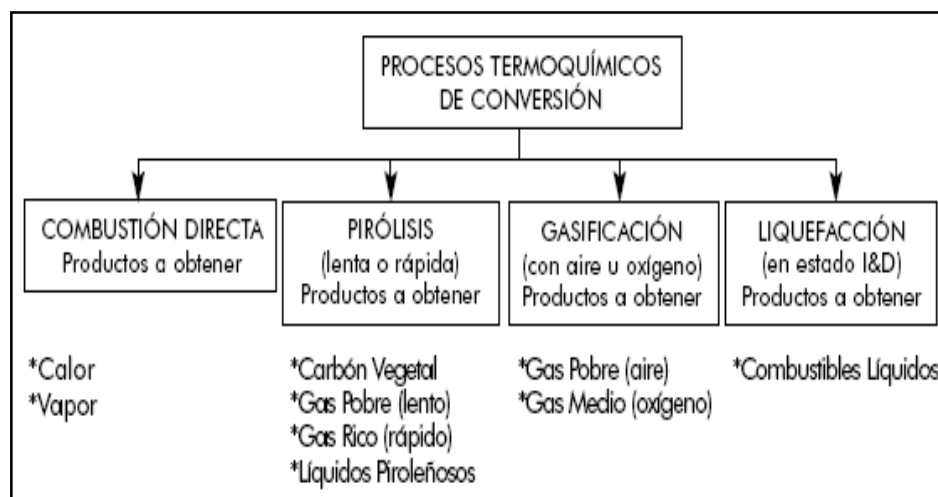 PROCESOS TERMOQUÍMICOS
DE CONVERSIÓN
COMBUSTIÓN DIRECTA
Productos a obtener
PIRÓLISIS
(lenta o rápida)
Productos a obtener
GASIFICACIÓN
(con aire u oxígeno)
Productos a obtener
LIQUEFACCIÓN
(en estado I&D)
Productos a obtener
*Calor
*Vapor
*Carbón Vegetal
*Gas Pobre (lento)
*Gas Rico (rápido)
*Líquidos Piroleñosos
*Gas Pobre (aire)
*Gas Medio (oxígeno)
*Combustibles Líquidos